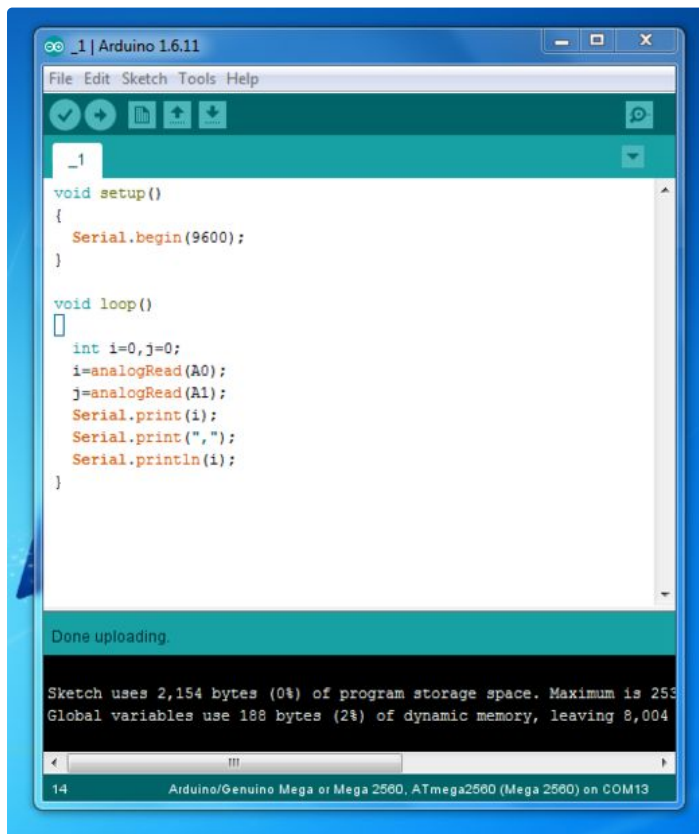 _1 | Arduino 1.6.11
File Edit Sketch Tools Help
_1
void setup()
{
  Serial.begin(9600);
}
void loop()
  int i=0,j=0;
  i=analogRead(A0);
  j=analogRead(A1);
  Serial.print(i);
  Serial.print(",");
  Serial.println(i);
}
Done uploading.
Sketch uses 2,154 bytes (0%) of program storage space. Maximum is 253
Global variables use 188 bytes (2%) of dynamic memory, leaving 8,004
14 Arduino/Genuino Mega or Mega 2560, ATmega2560 (Mega 2560) on COM13